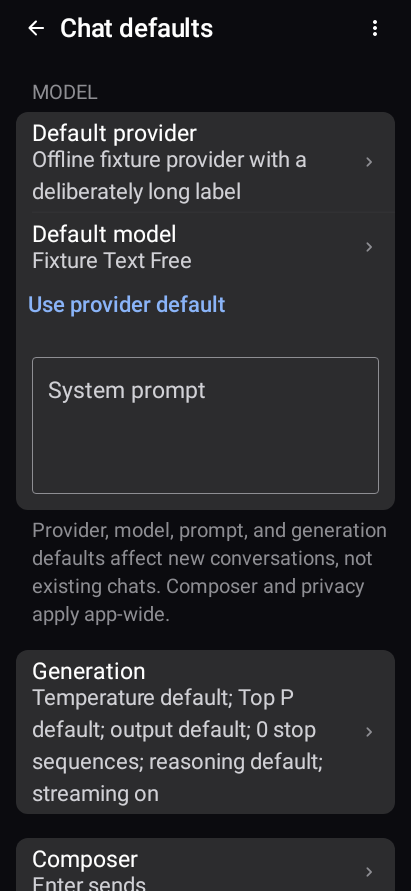 Chat defaults
MODEL
Default provider
Offline fixture provider with a
deliberately long label
Default model
Fixture Text Free
Use provider default
System prompt
Provider, model, prompt, and generation
defaults affect new conversations, not
existing chats. Composer and privacy
apply app-wide.
Generation
Temperature default; Top P
default; output default; 0 stop
sequences; reasoning default;
streaming on
Composer
Enter sends